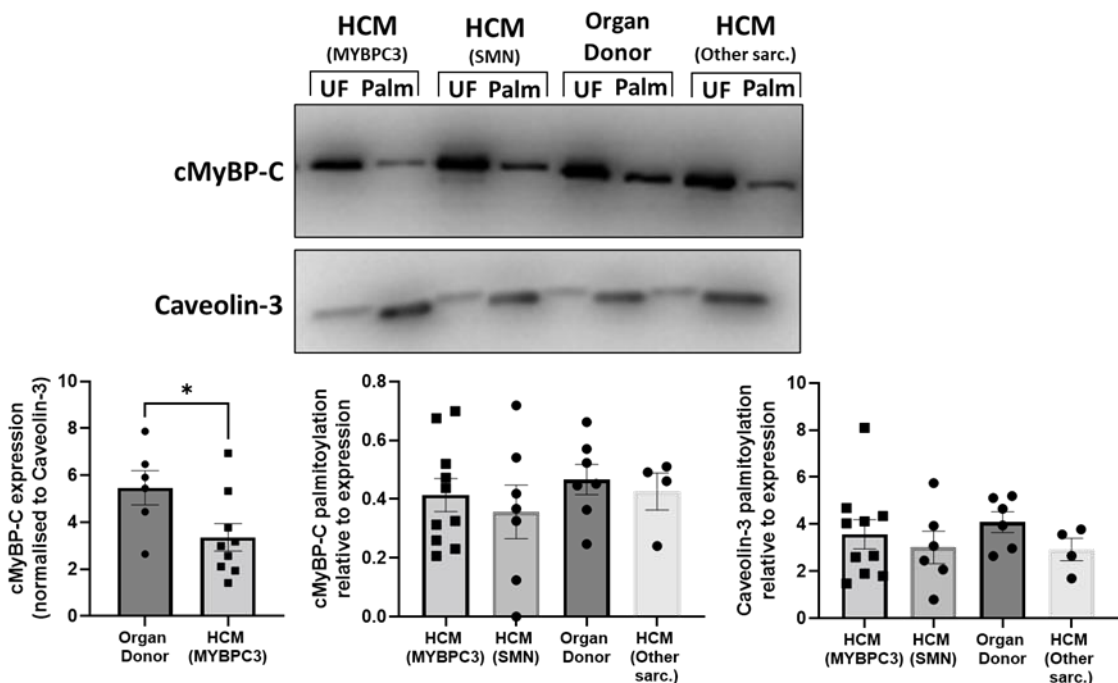 HCM
(MYBPC3)
HCM
(SMN)
Organ
Donor
HCM
(Other sarc.)
UF Palm UF Palm UF Palm UF Palm
cMyBP-C
Caveolin-3
cMyBP-C expression
(normalised to Caveolin-3)
10
8
6
4
2
0
*
Organ
Donor
HCM
(MYBPC3)
cMyBP-C palmitoylation
relative to expression
0.8
0.6
0.4
0.2
0.0
HCM
(MYBPC3)
HCM
(SMN)
Organ
Donor
HCM
(Other
sarc.)
Caveolin-3 palmitoylation
relative to expression
10
8
6
4
2
0
HCM
(MYBPC3)
HCM
(SMN)
Organ
Donor
HCM
(Other
sarc.)